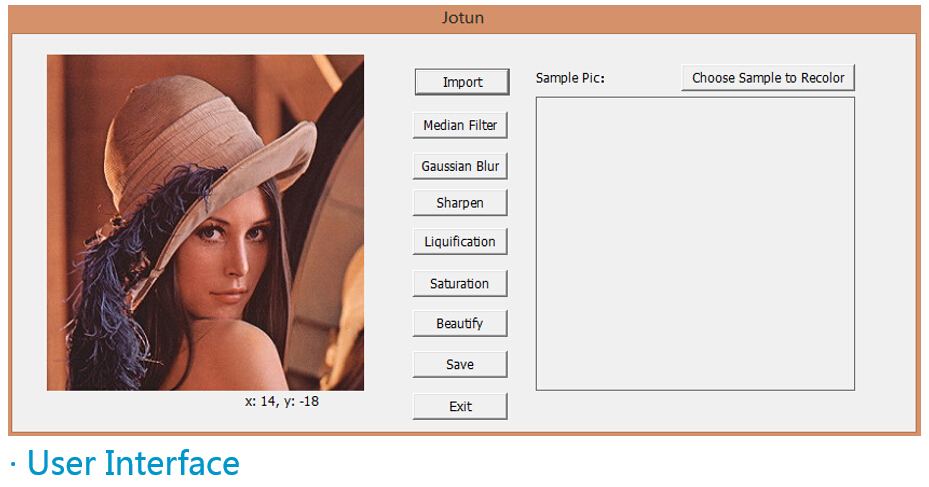 Jotun
Import
Sample Pic:
Choose Sample to Recolor
Median Filter
Gaussian Blur
Sharpen
Liquification
Saturation
Beautify
Save
x: 14, y: -18
Exit
· User Interface